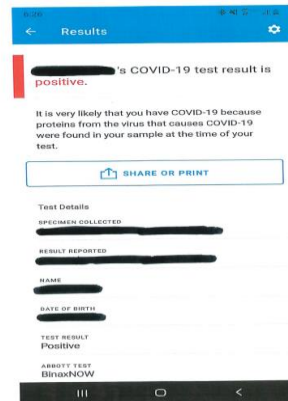 Results
's COVID-19 test result is
positive.
It is very likely that you have COVID-19 because
proteins from the virus that causes COVID-19
were found in your sample at the time of your
test.
SHARE OR PRINT
Test Details
SPECIMEN COLLECTED
RESULT REPORTED
NAME
DATE OF BIRTH
TEST RESULT
Positive
ABBOTT TEST
BinaxNOW